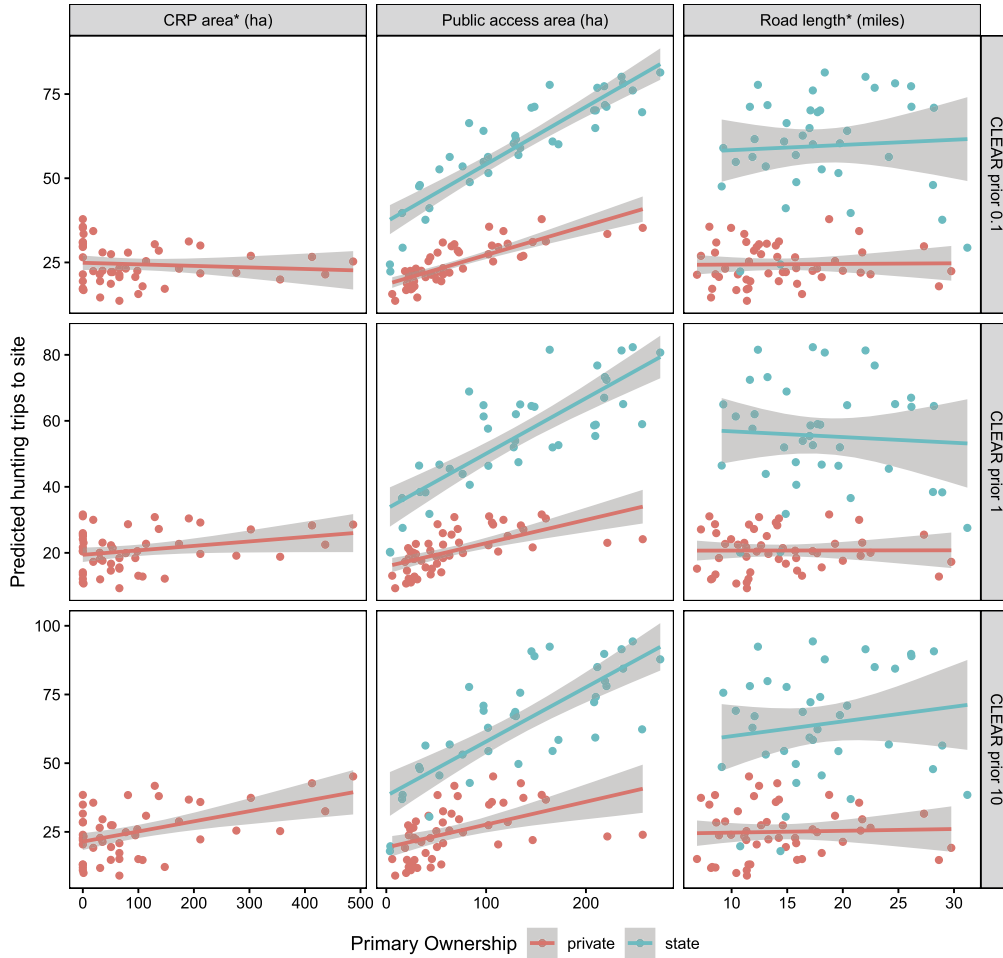 CRP area* (ha)
Public access area (ha)
Road length* (miles)
75
50
25
CLEAR prior 0.1
80
60
40
20
CLEAR prior 1
100
75
50
25
CLEAR prior 10
Predicted hunting trips to site
0 100 200 300 400 500
0 100 200
10 15 20 25 30
Primary Ownership private state